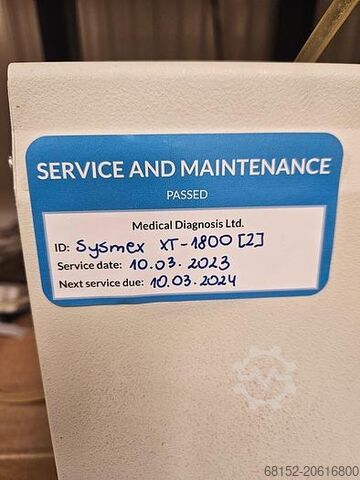 SERVICE AND MAINTENANCE
PASSED
Medical Diagnosis Ltd.
ID: Sysmex XT-1800 [2]
Service date: 10.03.2023
Next service due: 10.03.2024
68152-20616800